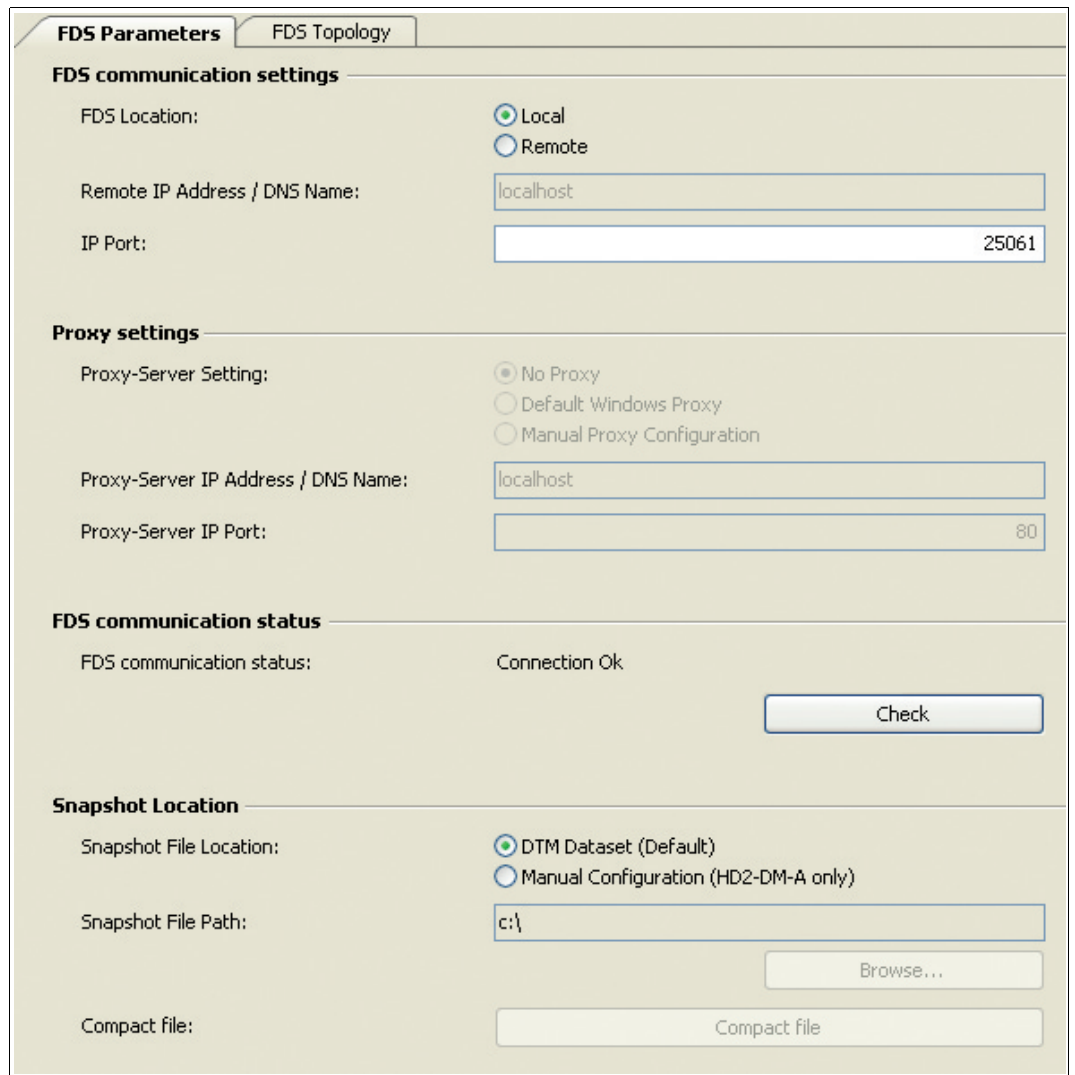 FDS Parameters FDS Topology
FDS communication settings
FDS Location: Local
Remote
Remote IP Address / DNS Name: localhost
IP Port: 25061
Proxy settings
Proxy-Server Setting: No Proxy
Default Windows Proxy
Manual Proxy Configuration
Proxy-Server IP Address / DNS Name: localhost
Proxy-Server IP Port: 80
FDS communication status
FDS communication status: Connection Ok
Check
Snapshot Location
Snapshot File Location: DTM Dataset (Default)
Manual Configuration (HD2-DM-A only)
Snapshot File Path: c:\
Browse...
Compact file: Compact file